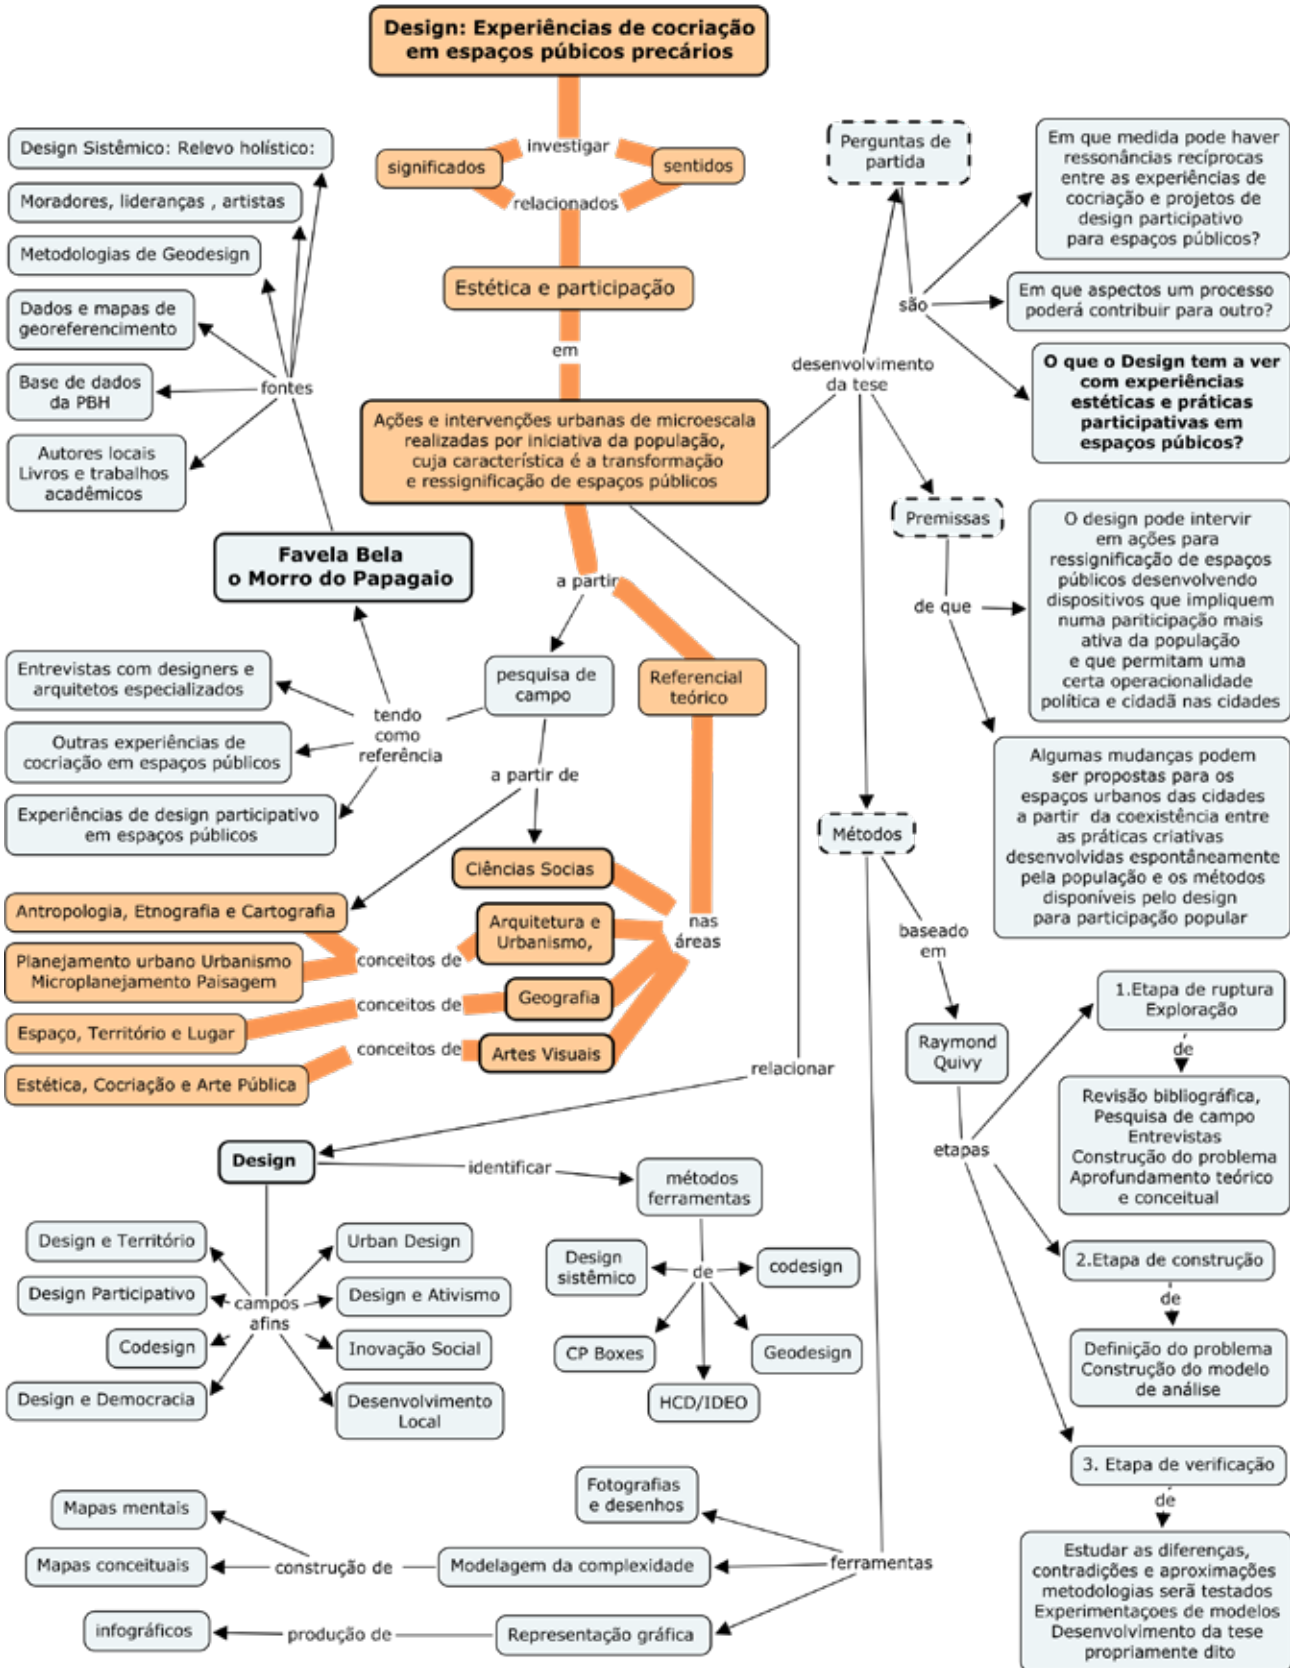 Design: Experiências de cocriação
em espaços púbicos precários
investigar
significados
sentidos
relacionados
Estética e participação
em
Ações e intervenções urbanas de microescala
realizadas por iniciativa da população,
cuja característica é a transformação
e ressignificação de espaços públicos
Design Sistêmico: Relevo holístico:
Moradores, lideranças , artistas
Metodologias de Geodesign
Dados e mapas de
georeferencimento
Base de dados
da PBH
Autores locais
Livros e trabalhos
acadêmicos
fontes
Favela Bela
o Morro do Papagaio
Entrevistas com designers e
arquitetos especializados
Outras experiências de
cocriação em espaços públicos
Experiências de design participativo
em espaços públicos
tendo
como
referência
a partir
pesquisa de
campo
Referencial
teórico
a partir de
Ciências Socias
Arquitetura e
Urbanismo,
Geografia
Artes Visuais
nas
áreas
Antropologia, Etnografia e Cartografia
Planejamento urbano Urbanismo
Microplanejamento Paisagem
Espaço, Território e Lugar
Estética, Cocriação e Arte Pública
conceitos de
conceitos de
conceitos de
relacionar
desenvolvimento
da tese
Perguntas de
partida
são
Em que medida pode haver
ressonâncias recíprocas
entre as experiências de
cocriação e projetos de
design participativo
para espaços públicos?
Em que aspectos um processo
poderá contribuir para outro?
O que o Design tem a ver
com experiências
estéticas e práticas
participativas em
espaços púbicos?
Premissas
de que
O design pode intervir
em ações para
ressignificação de espaços
públicos desenvolvendo
dispositivos que impliquem
numa pariticipação mais
ativa da população
e que permitam uma
certa operacionalidade
política e cidadã nas cidades
Algumas mudanças podem
ser propostas para os
espaços urbanos das cidades
a partir da coexistência entre
as práticas criativas
desenvolvidas espontâneamente
pela população e os métodos
disponíveis pelo design
para participação popular
Métodos
baseado
em
Raymond
Quivy
etapas
1.Etapa de ruptura
Exploração
de
Revisão bibliográfica,
Pesquisa de campo
Entrevistas
Construção do problema
Aprofundamento teórico
e conceitual
2.Etapa de construção
de
Definição do problema
Construção do modelo
de análise
3. Etapa de verificação
de
Estudar as diferenças,
contradições e aproximações
metodologias serã testados
Experimentaçoes de modelos
Desenvolvimento da tese
propriamente dito
Design
identificar
métodos
ferramentas
de
Design
sistêmico
codesign
CP Boxes
Geodesign
HCD/IDEO
campos
afins
Design e Território
Design Participativo
Codesign
Design e Democracia
Urban Design
Design e Ativismo
Inovação Social
Desenvolvimento
Local
ferramentas
Fotografias
e desenhos
Modelagem da complexidade
construção de
Mapas mentais
Mapas conceituais
Representação gráfica
produção de
infográficos